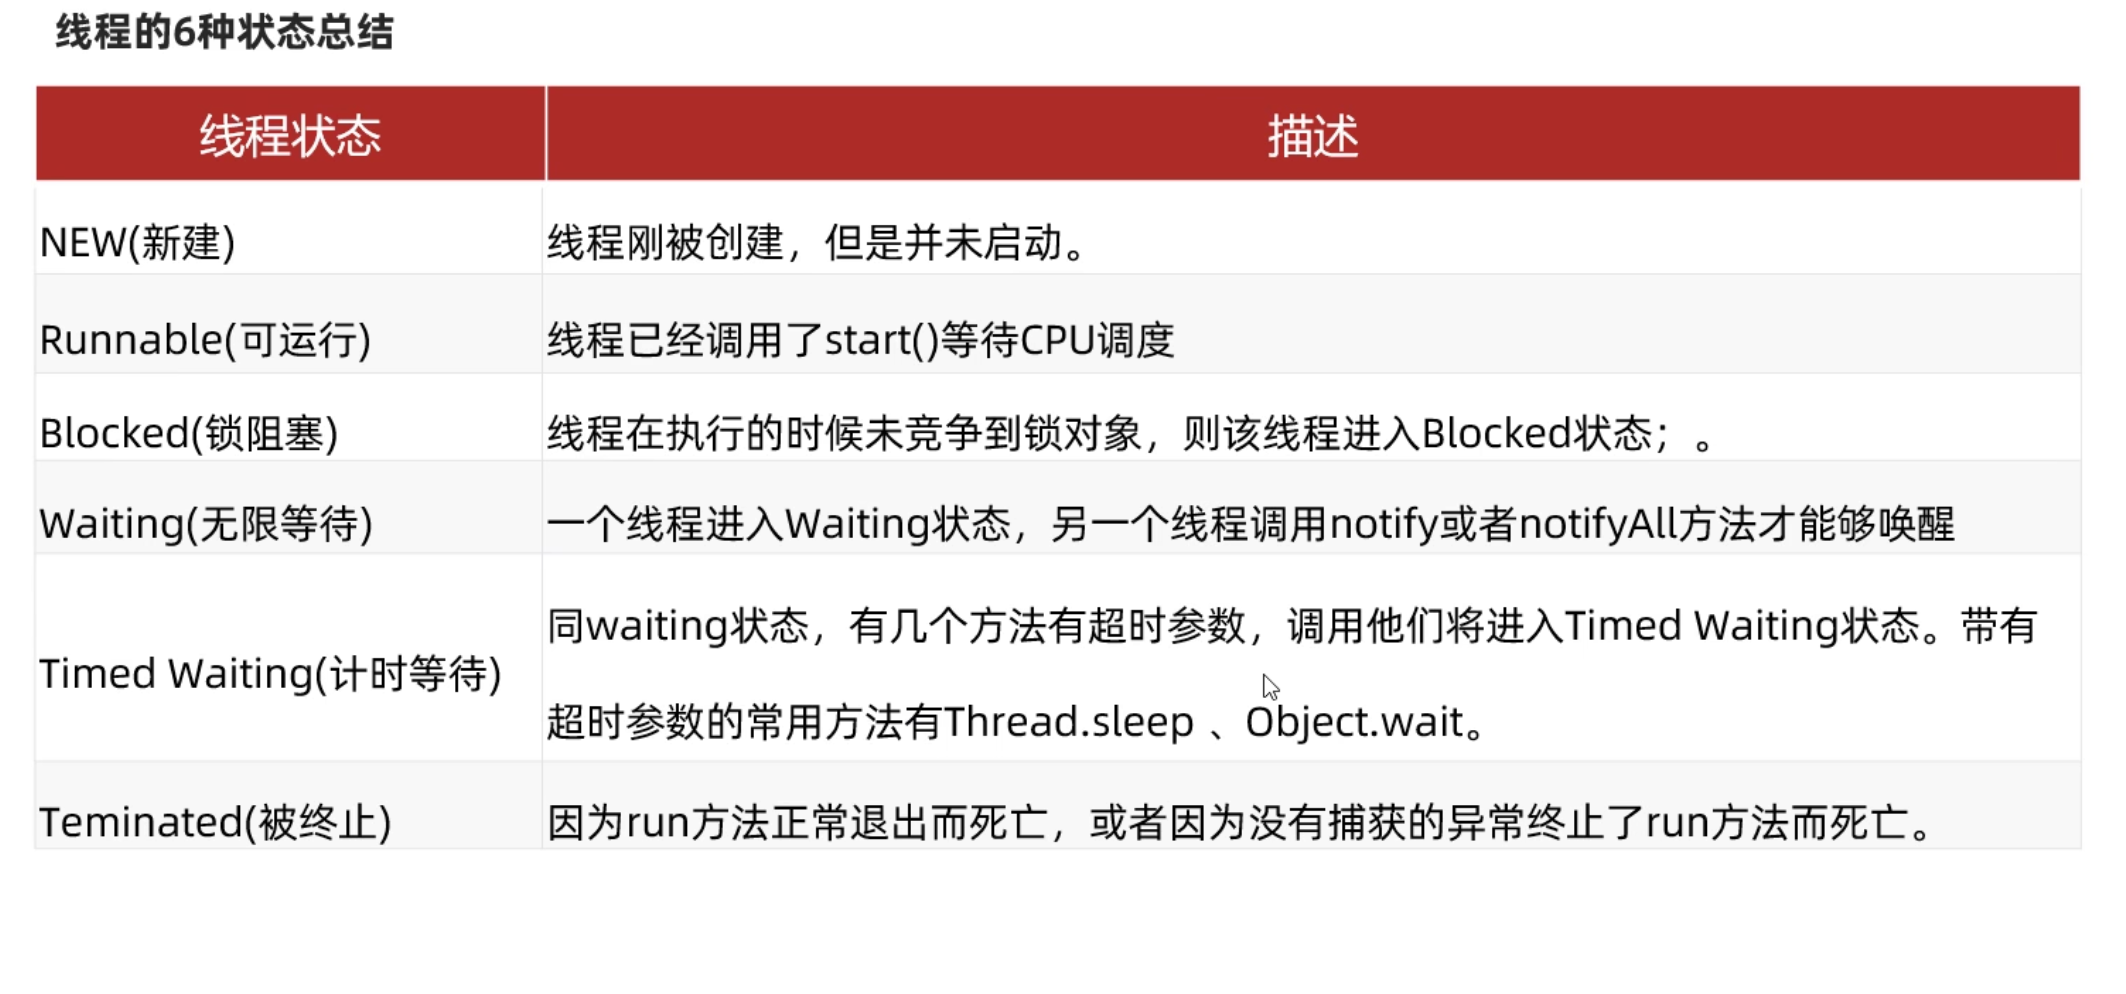 线程的6种状态总结
线程状态 描述
NEW(新建) 线程刚被创建，但是并未启动。
Runnable(可运行) 线程已经调用了start()等待CPU调度
Blocked(锁阻塞) 线程在执行的时候未竞争到锁对象，则该线程进入Blocked状态；。
Waiting(无限等待) 一个线程进入Waiting状态，另一个线程调用notify或者notifyAll方法才能够唤醒
Timed Waiting(计时等待) 同waiting状态，有几个方法有超时参数，调用他们将进入Timed Waiting状态。带有
超时参数的常用方法有Thread.sleep 、Object.wait。
Teminated(被终止) 因为run方法正常退出而死亡，或者因为没有捕获的异常终止了run方法而死亡。